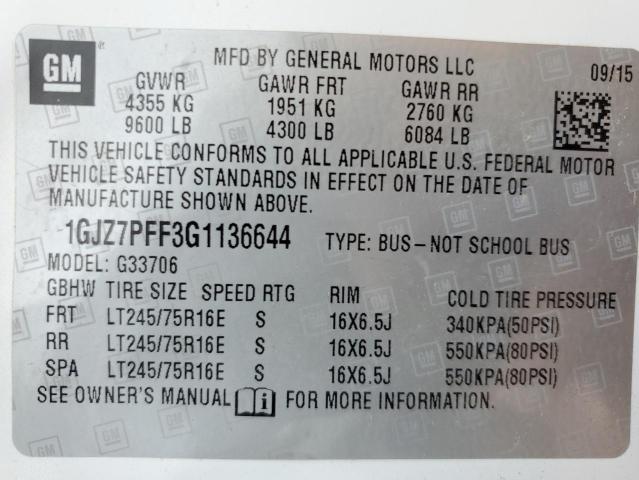 GM
MFD BY GENERAL MOTORS LLC
09/15
GVWR GAWR FRT GAWR RR
4355 KG 1951 KG 2760 KG
9600 LB 4300 LB 6084 LB
THIS VEHICLE CONFORMS TO ALL APPLICABLE U.S. FEDERAL MOTOR
VEHICLE SAFETY STANDARDS IN EFFECT ON THE DATE OF
MANUFACTURE SHOWN ABOVE.
1GJZ7PFF3G1136644 TYPE: BUS–NOT SCHOOL BUS
MODEL: G33706
GBHW TIRE SIZE SPEED RTG RIM COLD TIRE PRESSURE
FRT LT245/75R16E S 16X6.5J 340KPA(50PSI)
RR LT245/75R16E S 16X6.5J 550KPA(80PSI)
SPA LT245/75R16E S 16X6.5J 550KPA(80PSI)
SEE OWNER'S MANUAL i FOR MORE INFORMATION.